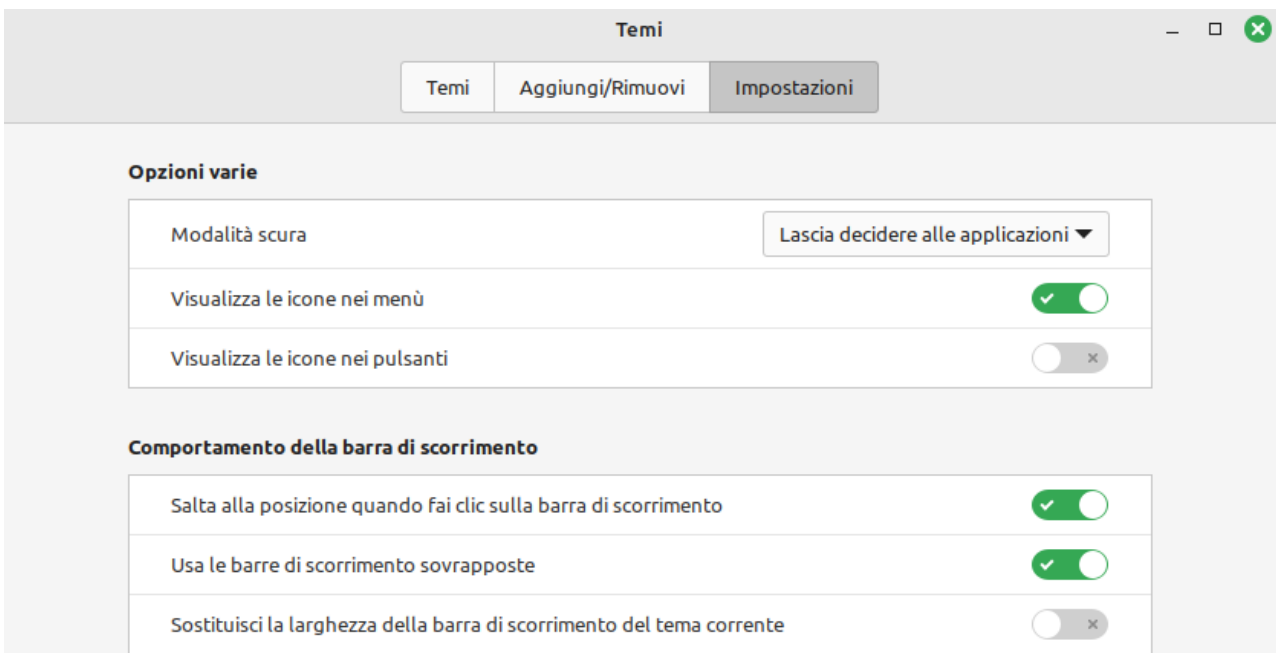 Temi
Temi Aggiungi/Rimuovi Impostazioni
Opzioni varie
Modalità scura Lascia decidere alle applicazioni
Visualizza le icone nei menù
Visualizza le icone nei pulsanti
Comportamento della barra di scorrimento
Salta alla posizione quando fai clic sulla barra di scorrimento
Usa le barre di scorrimento sovrapposte
Sostituisci la larghezza della barra di scorrimento del tema corrente